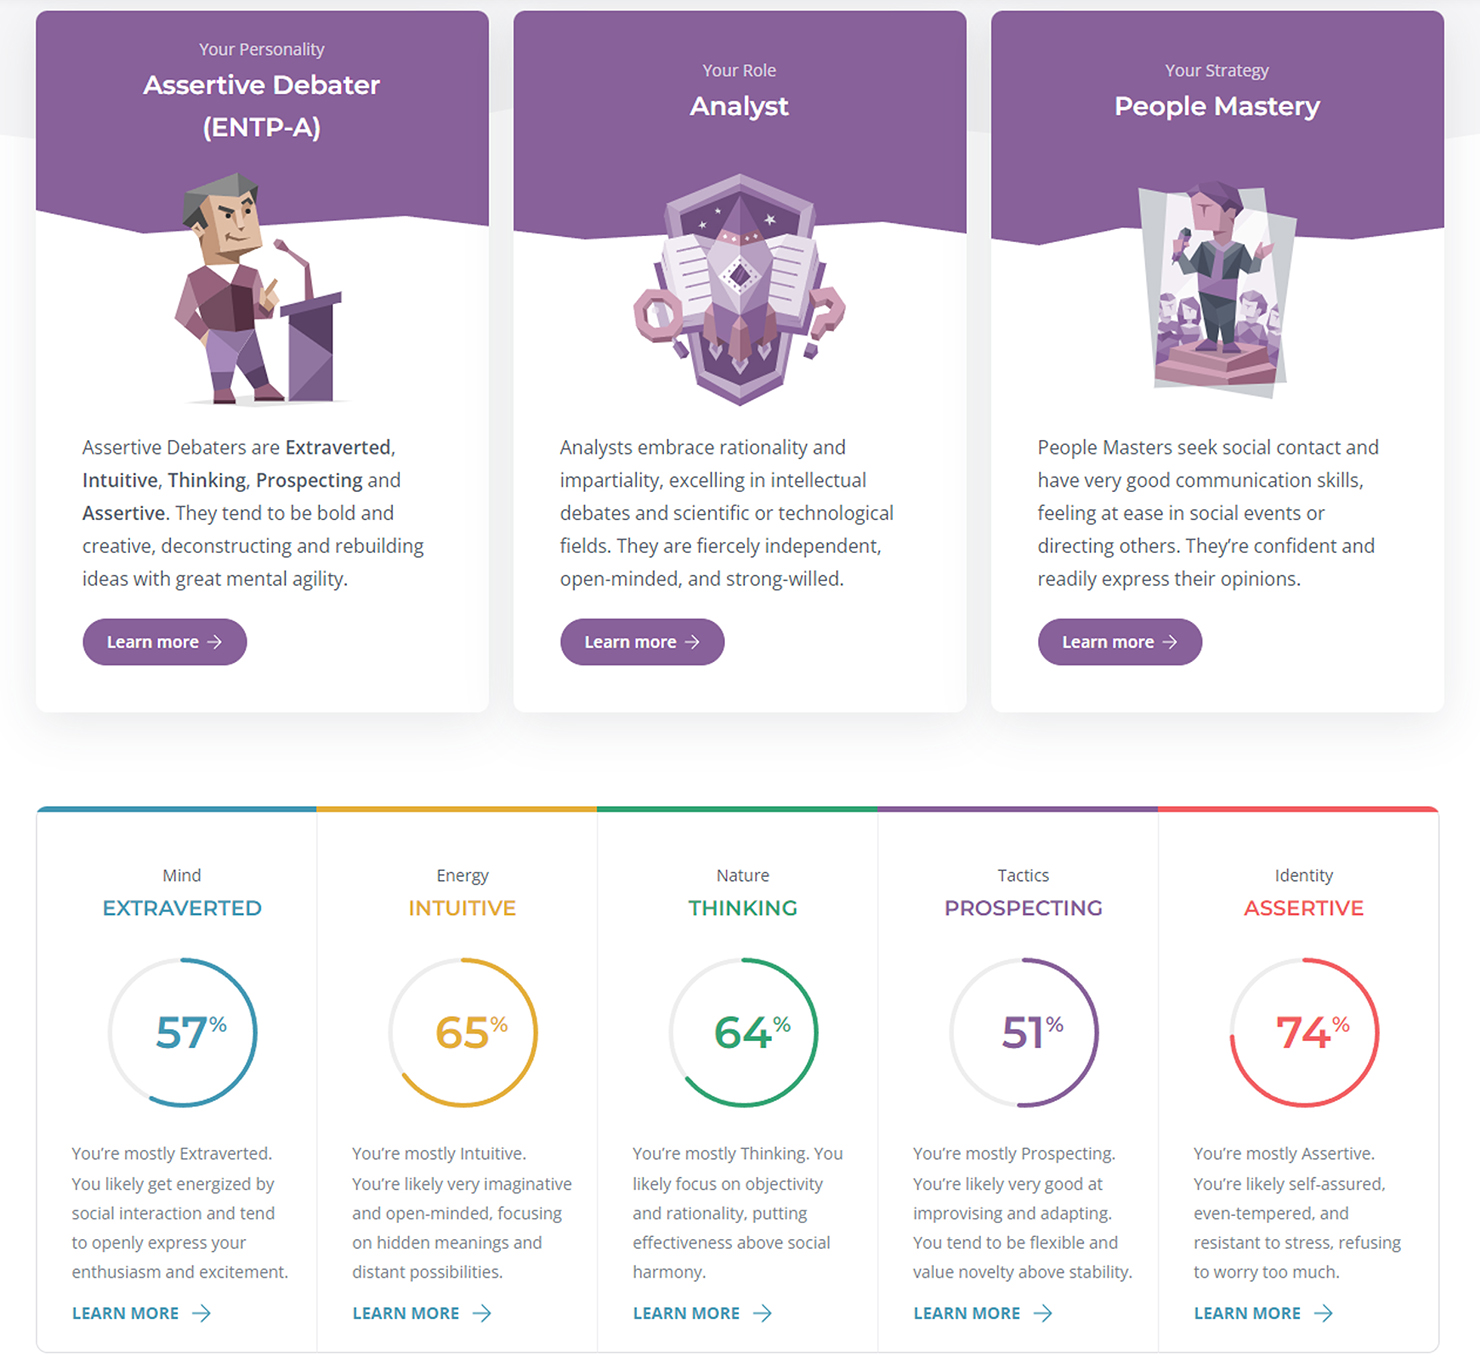 Your Personality
Assertive Debater
(ENTP-A)
Assertive Debaters are Extraverted,
Intuitive, Thinking, Prospecting and
Assertive. They tend to be bold and
creative, deconstructing and rebuilding
ideas with great mental agility.
Learn more →
Your Role
Analyst
Analysts embrace rationality and
impartiality, excelling in intellectual
debates and scientific or technological
fields. They are fiercely independent,
open-minded, and strong-willed.
Learn more →
Your Strategy
People Mastery
People Masters seek social contact and
have very good communication skills,
feeling at ease in social events or
directing others. They’re confident and
readily express their opinions.
Learn more →
Mind
EXTRAVERTED
57%
You’re mostly Extraverted.
You likely get energized by
social interaction and tend
to openly express your
enthusiasm and excitement.
LEARN MORE →
Energy
INTUITIVE
65%
You’re mostly Intuitive.
You’re likely very imaginative
and open-minded, focusing
on hidden meanings and
distant possibilities.
LEARN MORE →
Nature
THINKING
64%
You’re mostly Thinking. You
likely focus on objectivity
and rationality, putting
effectiveness above social
harmony.
LEARN MORE →
Tactics
PROSPECTING
51%
You’re mostly Prospecting.
You’re likely very good at
improvising and adapting.
You tend to be flexible and
value novelty above stability.
LEARN MORE →
Identity
ASSERTIVE
74%
You’re mostly Assertive.
You’re likely self-assured,
even-tempered, and
resistant to stress, refusing
to worry too much.
LEARN MORE →